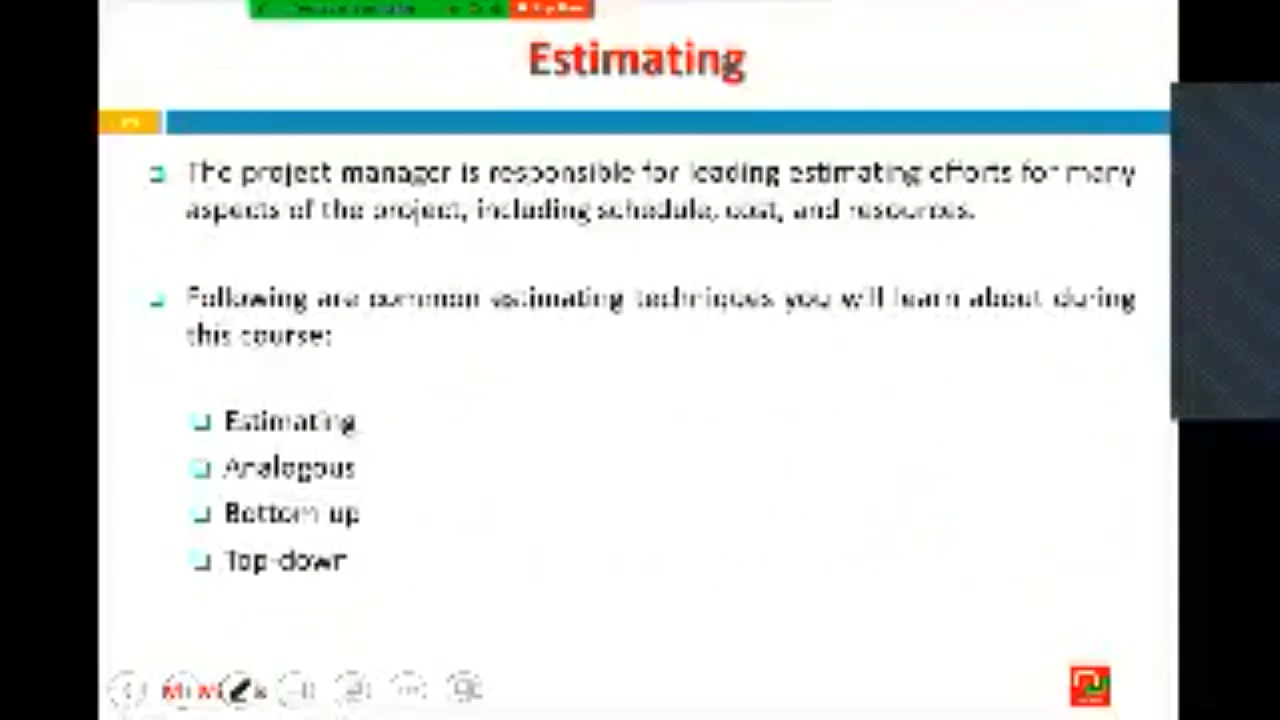 Estimating
The project manager is responsible for leading estimating efforts for many
aspects of the project, including schedule, cost, and resources.
Following are common estimating techniques you will learn about during
this course:
Estimating
Analogous
Bottom up
Top-down